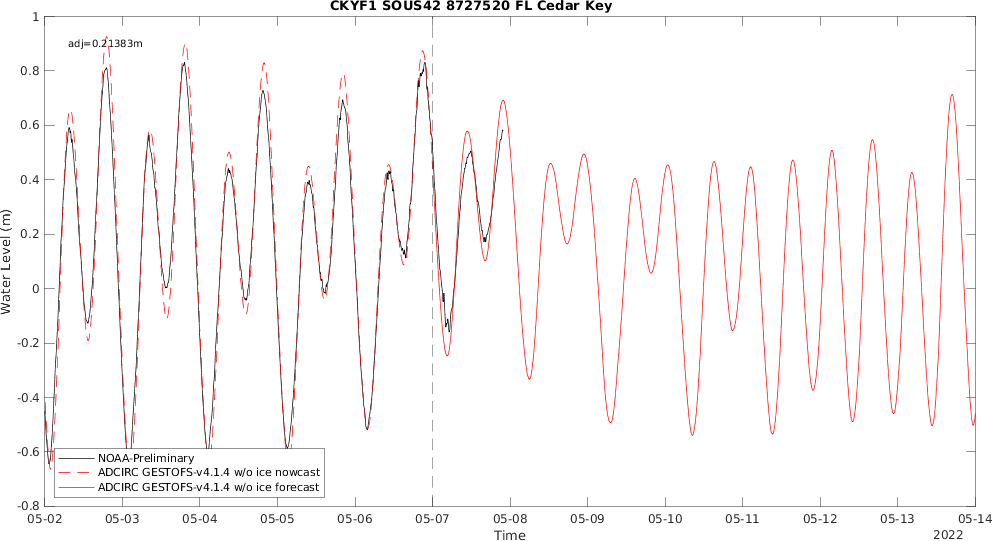 CKYF1 SOUS42 8727520 FL Cedar Key
adj=0.21383m
Water Level (m)
1
0.8
0.6
0.4
0.2
0
-0.2
-0.4
-0.6
-0.8
NOAA-Preliminary
ADCIRC GESTOFS-v4.1.4 w/o ice nowcast
ADCIRC GESTOFS-v4.1.4 w/o ice forecast
05-02 05-03 05-04 05-05 05-06 05-07 05-08 05-09 05-10 05-11 05-12 05-13 05-14
Time
2022